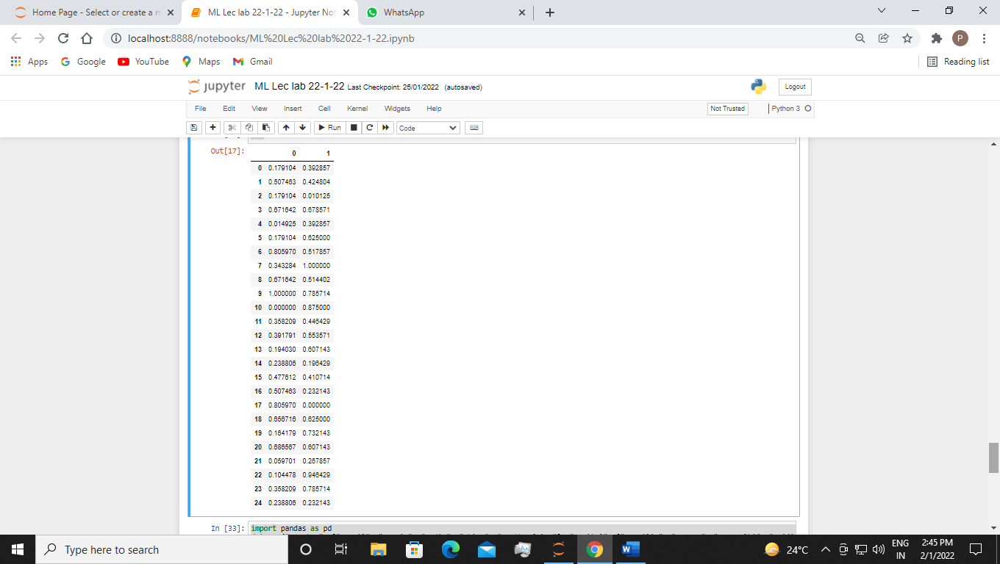 Home Page - Select or create a n
ML Lec lab 22-1-22 - Jupyter Not
WhatsApp
localhost:8888/notebooks/ML%20Lec%20lab%2022-1-22.ipynb
P
Apps Google YouTube Maps Gmail Reading list
jupyter ML Lec lab 22-1-22 Last Checkpoint: 25/01/2022 (autosaved)
Logout
File Edit View Insert Cell Kernel Widgets Help Not Trusted Python 3
Run Code
Out[17]:
0 1
0 0.179104 0.392857
1 0.507463 0.424804
2 0.179104 0.010125
3 0.671642 0.678571
4 0.014925 0.392857
5 0.179104 0.625000
6 0.805970 0.517857
7 0.343284 1.000000
8 0.671642 0.514402
9 1.000000 0.785714
10 0.000000 0.875000
11 0.358209 0.446429
12 0.391791 0.553571
13 0.194030 0.607143
14 0.238806 0.196429
15 0.477612 0.410714
16 0.507463 0.232143
17 0.805970 0.000000
18 0.656716 0.625000
19 0.164179 0.732143
20 0.686567 0.607143
21 0.059701 0.267857
22 0.104478 0.946429
23 0.358209 0.785714
24 0.238806 0.232143
In [33]: import pandas as pd
Type here to search
W
24°C
ENG
IN
2:45 PM
2/1/2022